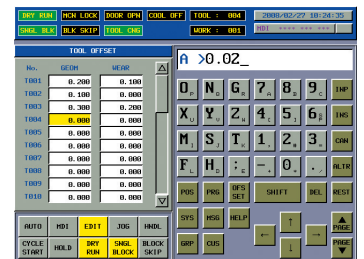 DRY RUN MCN LOCK DOOR OPN COOL OFF TOOL : 004 2008/02/27 10:24:35
SNGL BLK BLK SKIP TOOL CNG WORK : 001 MDI **** *** ***
TOOL OFFSET
No. GEOM WEAR
T001 0.200 0.100
T002 0.100 0.000
T003 0.300 0.200
T004 0.000 0.000
T005 0.000 0.000
T006 0.000 0.000
T007 0.000 0.000
T008 0.000 0.000
T009 0.000 0.000
T010 0.000 0.000
AUTO MDI EDIT JOG HNDL
CYCLE START HOLD DRY RUN SNGL BLOCK BLOCK SKIP
A >0.02_
O P N Q G R 7 A 8 B 9 C INP
X U Y V Z W 4 5 6 INS
M I S J T K 1 2 3 CAN
F L H D ; E - 0 . / ALTR
POS PRG OFS SET SHIFT DEL REST
SYS MSG HELP ↑ PAGE
GRP CUS ← ↓ → PAGE